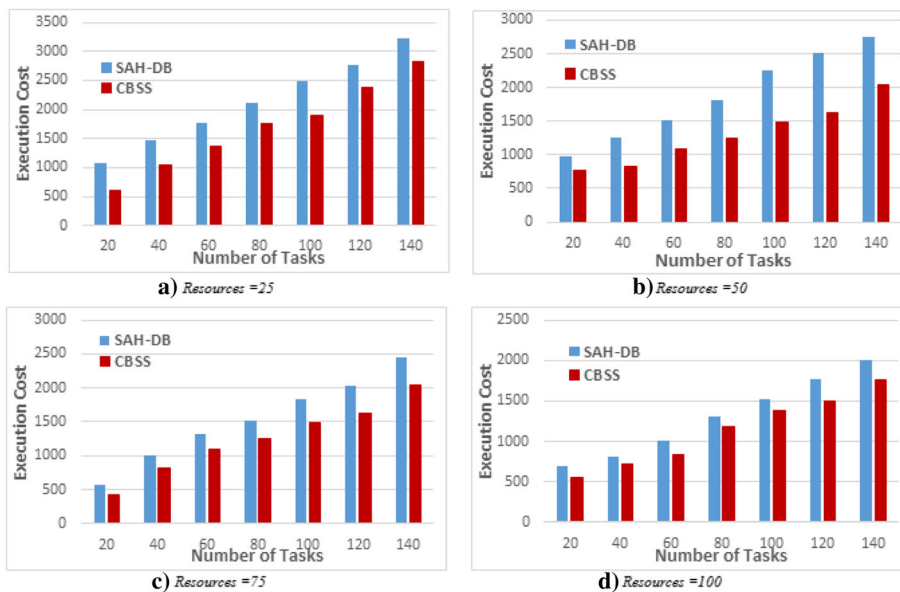 3500
3000
2500
2000
1500
1000
500
0
Execution Cost
SAH-DB
CBSS
20 40 60 80 100 120 140
Number of Tasks
a) Resources =25
3000
2500
2000
1500
1000
500
0
Execution Cost
SAH-DB
CBSS
20 40 60 80 100 120 140
Number of Tasks
b) Resources =50
3000
2500
2000
1500
1000
500
0
Execution Cost
SAH-DB
CBSS
20 40 60 80 100 120 140
Number of Tasks
c) Resources =75
2500
2000
1500
1000
500
0
Execution Cost
SAH-DB
CBSS
20 40 60 80 100 120 140
Number of Tasks
d) Resources =100